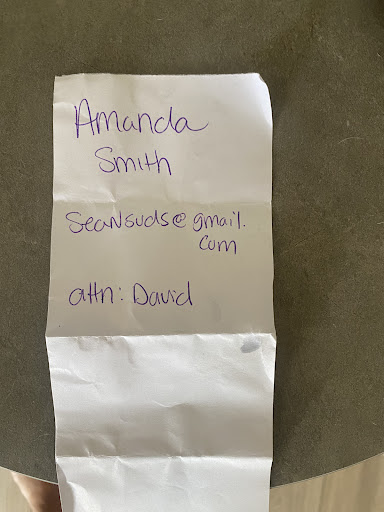 Amanda
Smith
SeaNsuds@gmail.
com
attn: David